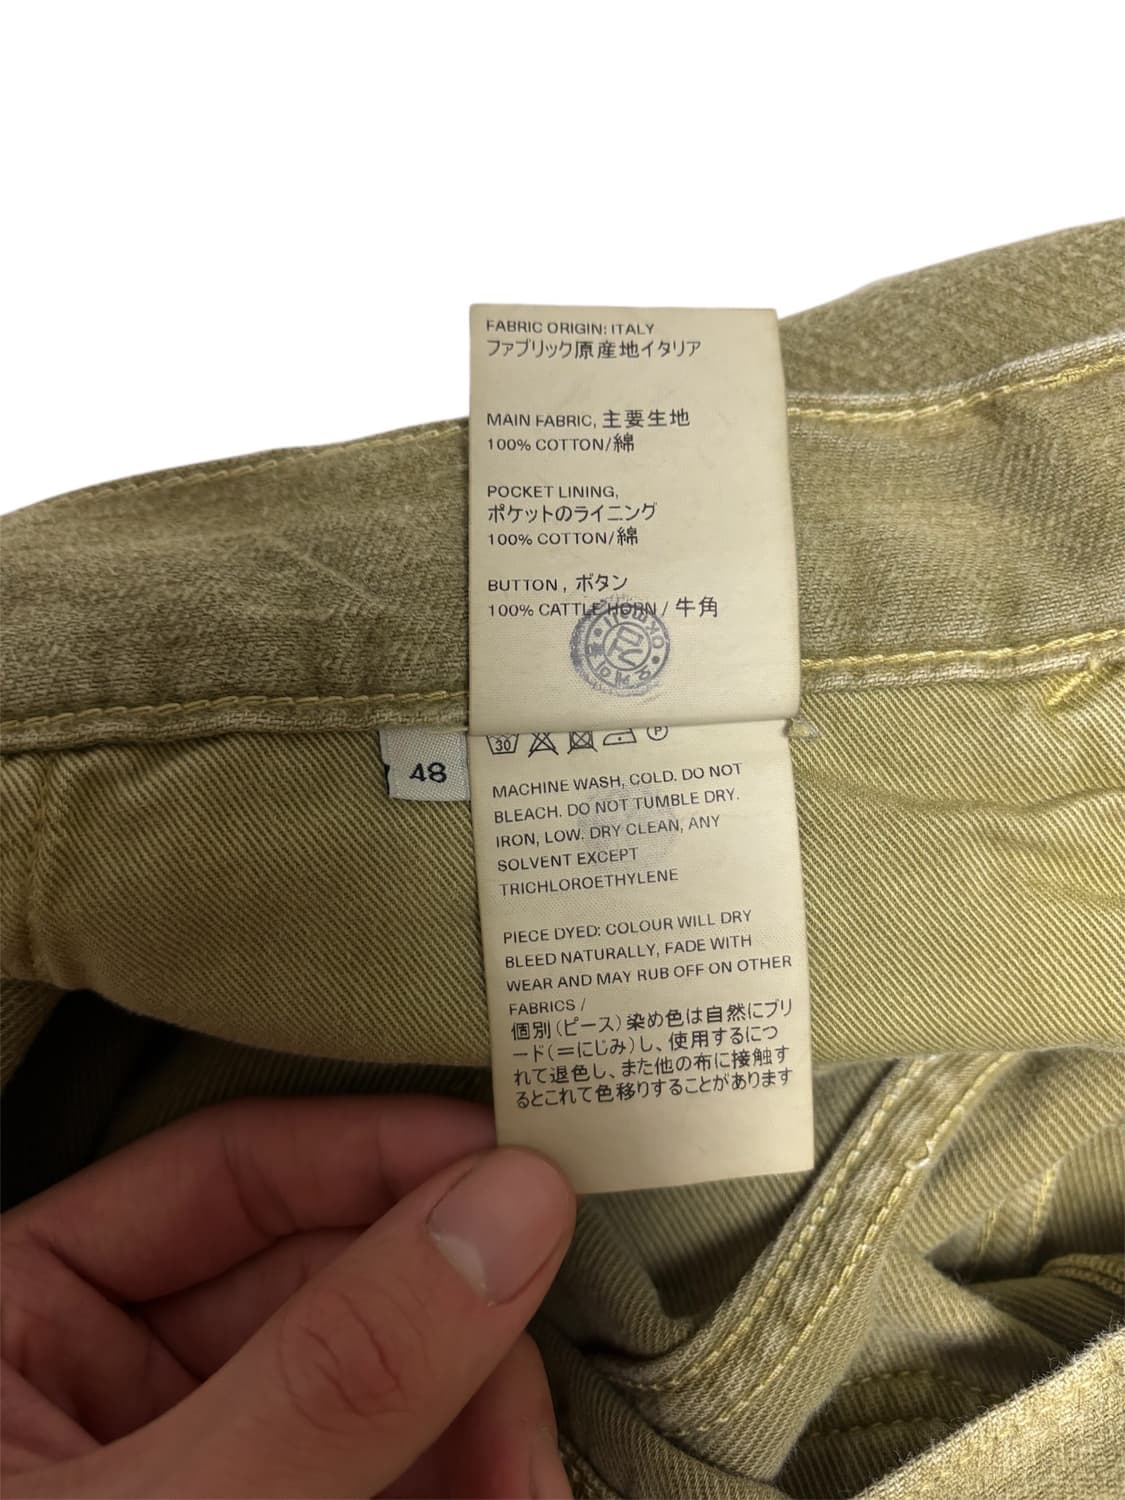 FABRIC ORIGIN: ITALY
ファブリック原産地イタリア
MAIN FABRIC, 主要生地
100% COTTON/綿
POCKET LINING,
ポケットのライニング
100% COTTON/綿
BUTTON , ボタン
100% CATTLE HORN / 牛角
30
P
48
MACHINE WASH, COLD. DO NOT
BLEACH. DO NOT TUMBLE DRY.
IRON, LOW. DRY CLEAN, ANY
SOLVENT EXCEPT
TRICHLOROETHYLENE
PIECE DYED: COLOUR WILL DRY
BLEED NATURALLY, FADE WITH
WEAR AND MAY RUB OFF ON OTHER
FABRICS /
個別(ピース)染め色は自然にブリ
ード(=にじみ)し、使用するにつ
れて退色し、また他の布に接触す
るとこれて色移りすることがあります